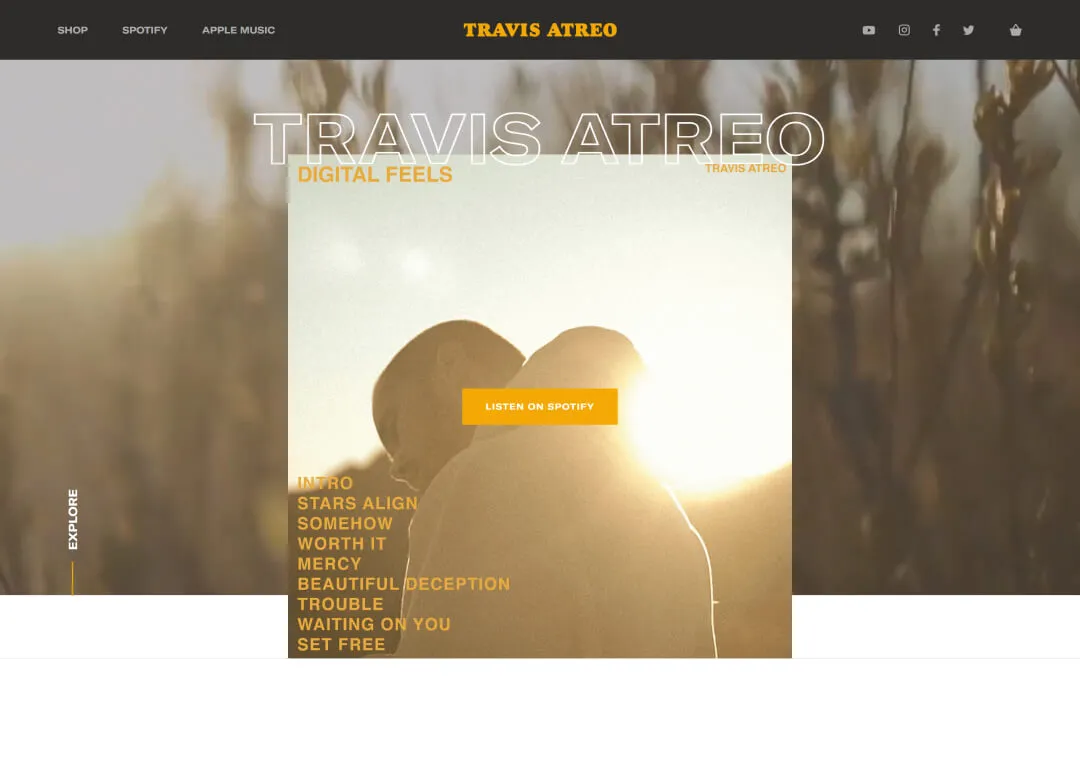 SHOP SPOTIFY APPLE MUSIC TRAVIS ATREO
TRAVIS ATREO
DIGITAL FEELS TRAVIS ATREO
LISTEN ON SPOTIFY
INTRO
STARS ALIGN
SOMEHOW
WORTH IT
MERCY
BEAUTIFUL DECEPTION
TROUBLE
WAITING ON YOU
SET FREE
EXPLORE